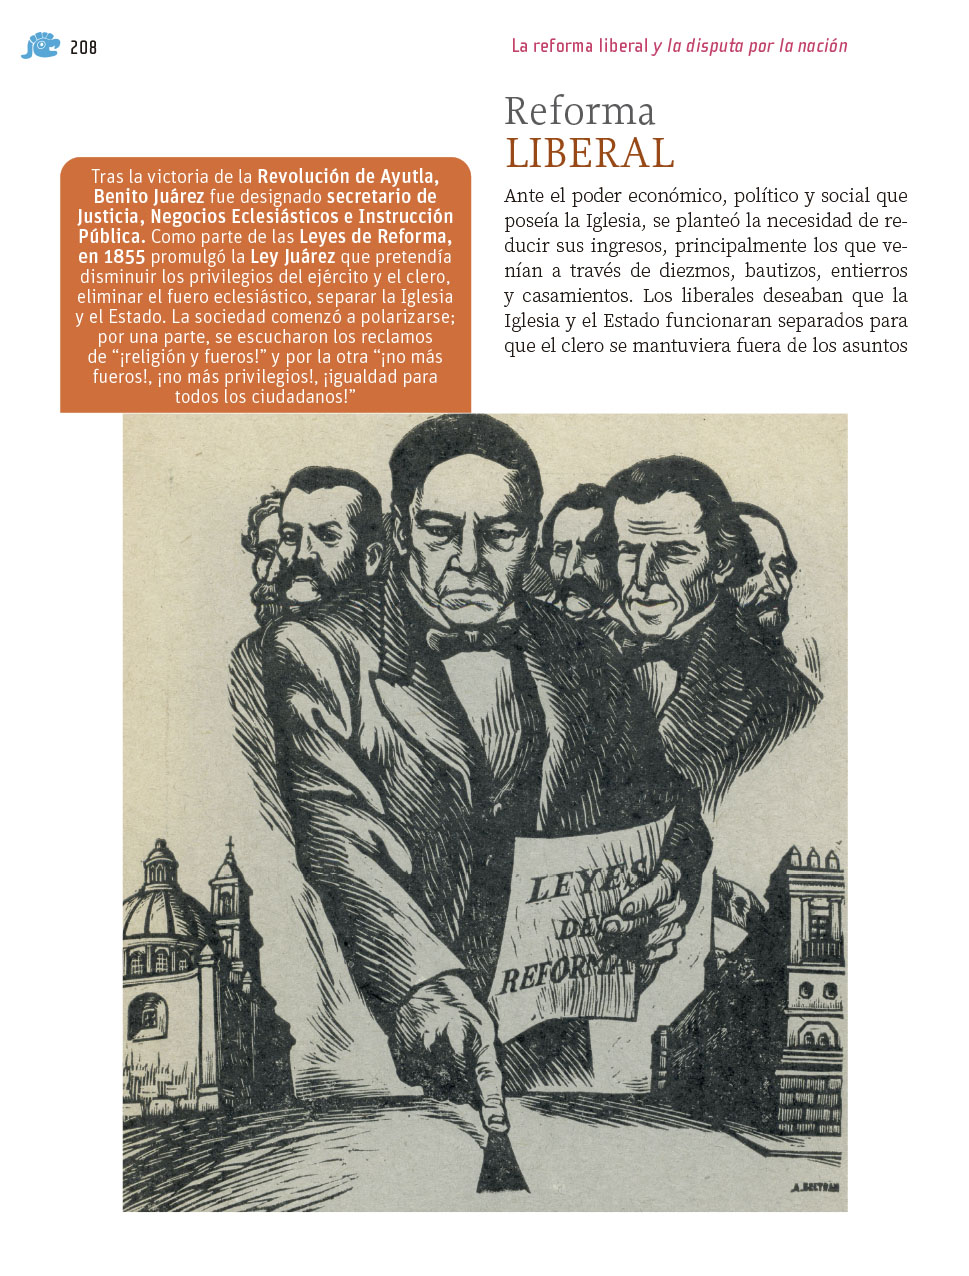 208
La reforma liberal y la disputa por la nación
Reforma
LIBERAL
Tras la victoria de la Revolución de Ayutla,
Benito Juárez fue designado secretario de
Justicia, Negocios Eclesiásticos e Instrucción
Pública. Como parte de las Leyes de Reforma,
en 1855 promulgó la Ley Juárez que pretendía
disminuir los privilegios del ejército y el clero,
eliminar el fuero eclesiástico, separar la Iglesia
y el Estado. La sociedad comenzó a polarizarse;
por una parte, se escucharon los reclamos
de “¡religión y fueros!” y por la otra “¡no más
fueros!, ¡no más privilegios!, ¡igualdad para
todos los ciudadanos!”
Ante el poder económico, político y social que
poseía la Iglesia, se planteó la necesidad de re-
ducir sus ingresos, principalmente los que ve-
nían a través de diezmos, bautizos, entierros
y casamientos. Los liberales deseaban que la
Iglesia y el Estado funcionaran separados para
que el clero se mantuviera fuera de los asuntos
LEYES
DE
REFORMA
A. BELTRAN